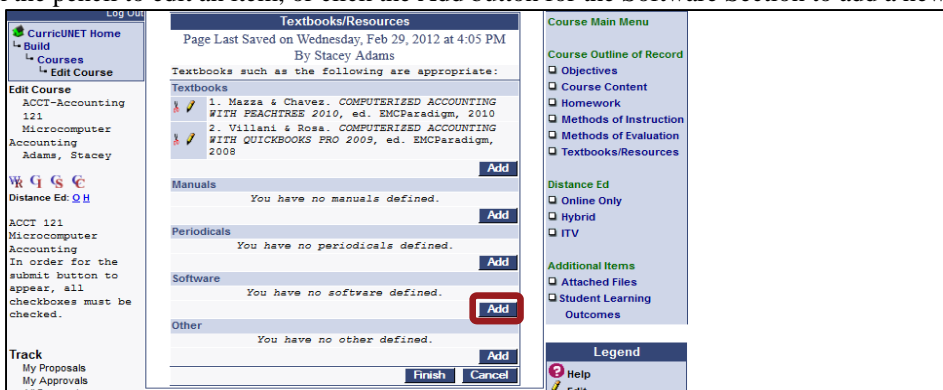 the pencil to edit an item, or click the Add button for the Software Section to add a new
Log Out
CurricUNET Home
Build
Courses
Edit Course
Edit Course
ACCT-Accounting
121
Microcomputer
Accounting
Adams, Stacey
WR CI CS CC
Distance Ed: O H
ACCT 121
Microcomputer
Accounting
In order for the
submit button to
appear, all
checkboxes must be
checked.
Track
My Proposals
My Approvals
Textbooks/Resources
Page Last Saved on Wednesday, Feb 29, 2012 at 4:05 PM
By Stacey Adams
Textbooks such as the following are appropriate:
Textbooks
1. Mazza & Chavez. COMPUTERIZED ACCOUNTING
WITH PEACHTREE 2010, ed. EMCParadigm, 2010
2. Villani & Rosa. COMPUTERIZED ACCOUNTING
WITH QUICKBOOKS PRO 2009, ed. EMCParadigm,
2008
Add
Manuals
You have no manuals defined.
Add
Periodicals
You have no periodicals defined.
Add
Software
You have no software defined.
Add
Other
You have no other defined.
Add
Finish Cancel
Course Main Menu
Course Outline of Record
Objectives
Course Content
Homework
Methods of Instruction
Methods of Evaluation
Textbooks/Resources
Distance Ed
Online Only
Hybrid
ITV
Additional Items
Attached Files
Student Learning
Outcomes
Legend
Help
Edit